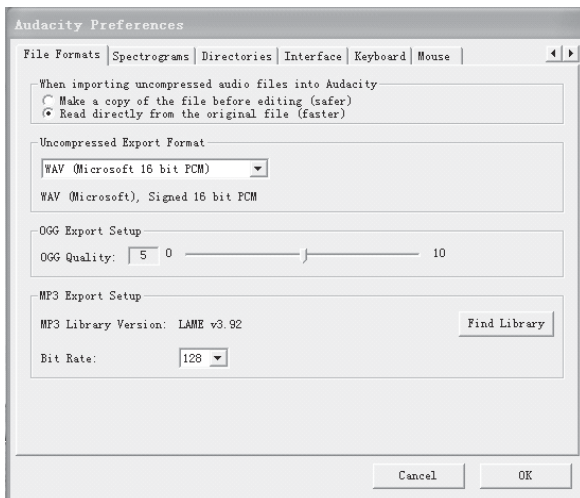 Audacity Preferences
File Formats Spectrograms Directories Interface Keyboard Mouse
When importing uncompressed audio files into Audacity
Make a copy of the file before editing (safer)
Read directly from the original file (faster)
Uncompressed Export Format
WAV (Microsoft 16 bit PCM)
WAV (Microsoft), Signed 16 bit PCM
OGG Export Setup
OGG Quality: 5 0 10
MP3 Export Setup
MP3 Library Version: LAME v3.92 Find Library
Bit Rate: 128
Cancel OK